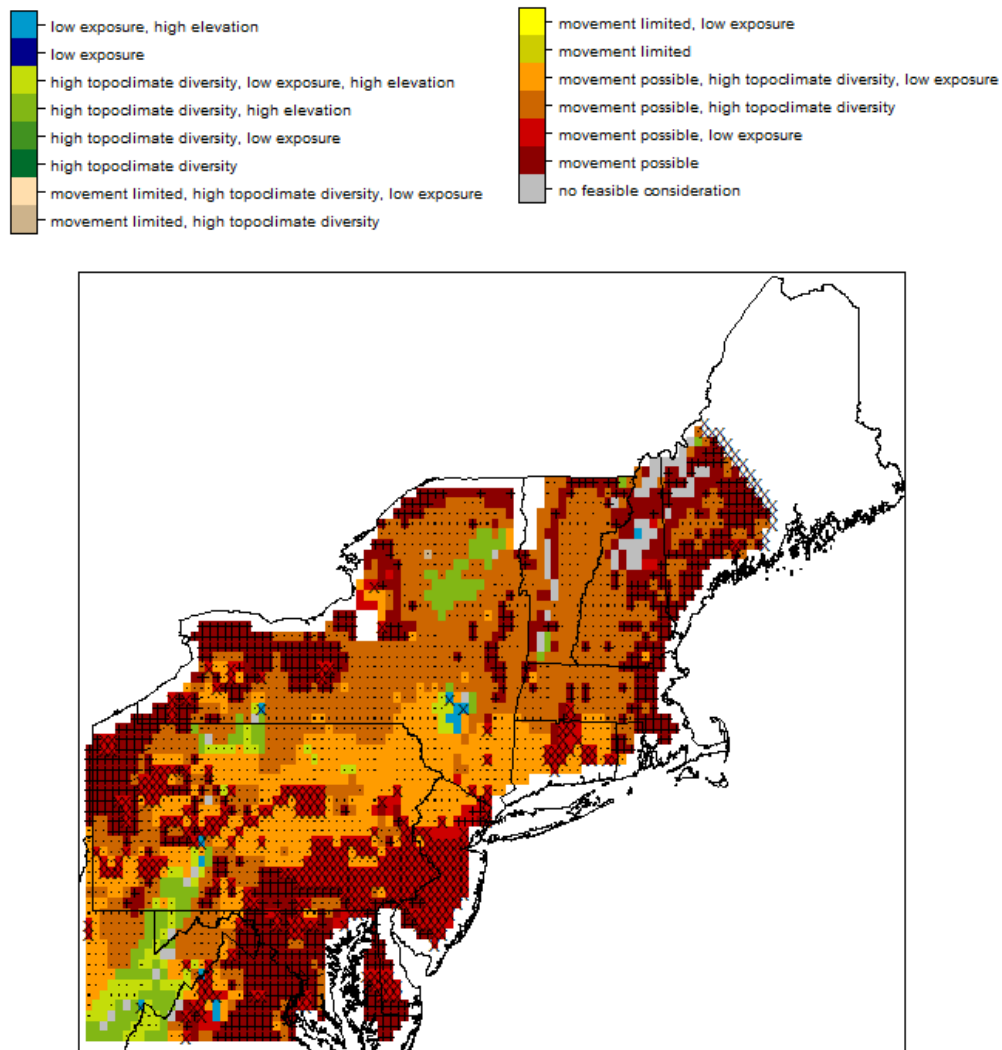 low exposure, high elevation
low exposure
high topoclimate diversity, low exposure, high elevation
high topoclimate diversity, high elevation
high topoclimate diversity, low exposure
high topoclimate diversity
movement limited, high topoclimate diversity, low exposure
movement limited, high topoclimate diversity
movement limited, low exposure
movement limited
movement possible, high topoclimate diversity, low exposure
movement possible, high topoclimate diversity
movement possible, low exposure
movement possible
no feasible consideration